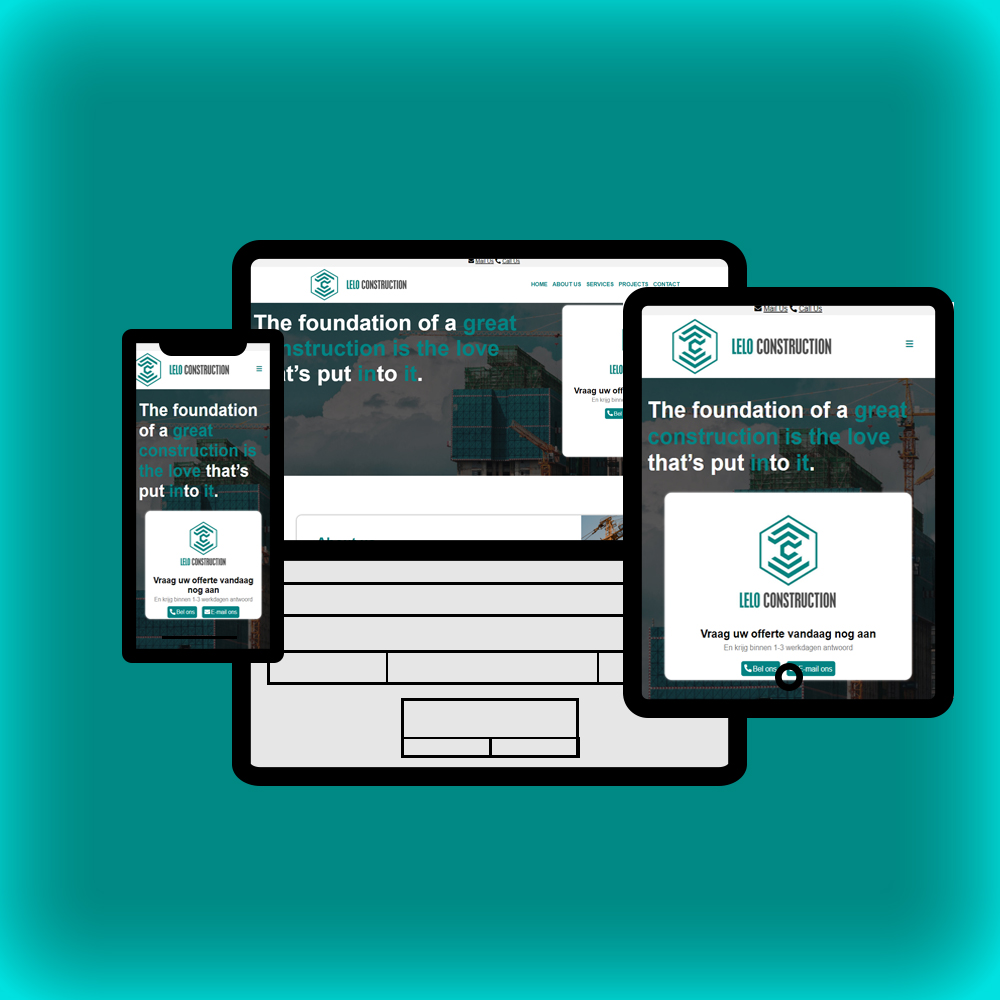 Mail Us Call Us
LELO CONSTRUCTION
HOME ABOUT US SERVICES PROJECTS CONTACT
The foundation of a great
nstruction is the love
at’s put into it.
LELO
Vraag uw off
En krijg binne
Bel
LELO CONSTRUCTION
The foundation
of a great
construction is
the love that’s
put into it.
LELO CONSTRUCTION
Vraag uw offerte vandaag
nog aan
En krijg binnen 1-3 werkdagen antwoord
Bel ons E-mail ons
Mail Us Call Us
LELO CONSTRUCTION
The foundation of a great
construction is the love
that’s put into it.
LELO CONSTRUCTION
Vraag uw offerte vandaag nog aan
En krijg binnen 1-3 werkdagen antwoord
Bel ons E-mail ons